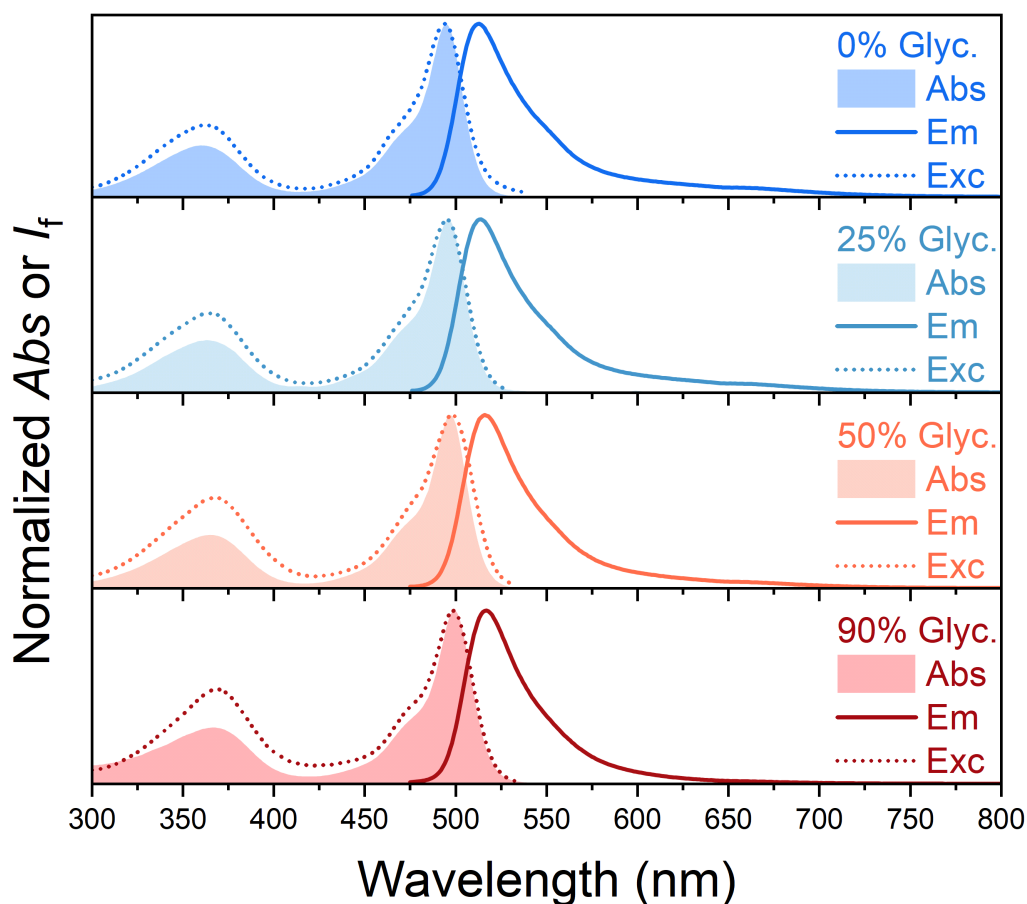 0% Glyc.
Abs
Em
Exc
25% Glyc.
Abs
Em
Exc
50% Glyc.
Abs
Em
Exc
90% Glyc.
Abs
Em
Exc
Normalized Abs or If
300 350 400 450 500 550 600 650 700 750 800
Wavelength (nm)